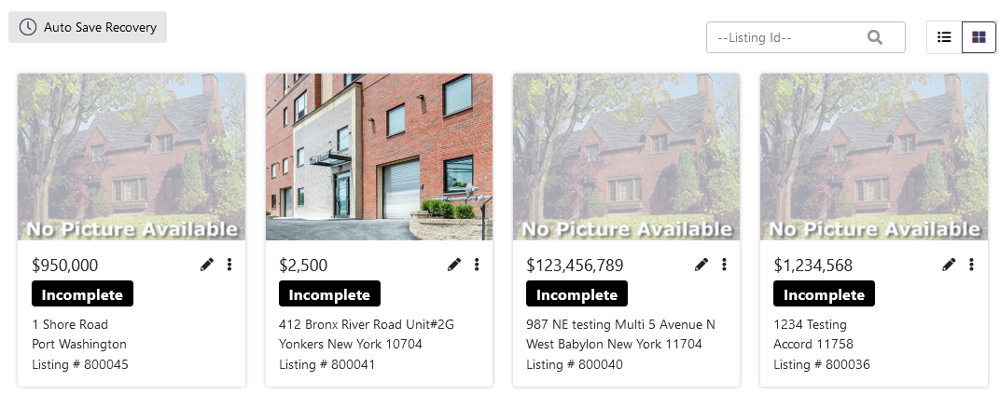 Auto Save Recovery
--Listing Id--
No Picture Available
$950,000
Incomplete
1 Shore Road
Port Washington
Listing # 800045
$2,500
Incomplete
412 Bronx River Road Unit#2G
Yonkers New York 10704
Listing # 800041
No Picture Available
$123,456,789
Incomplete
987 NE testing Multi 5 Avenue N
West Babylon New York 11704
Listing # 800040
No Picture Available
$1,234,568
Incomplete
1234 Testing
Accord 11758
Listing # 800036